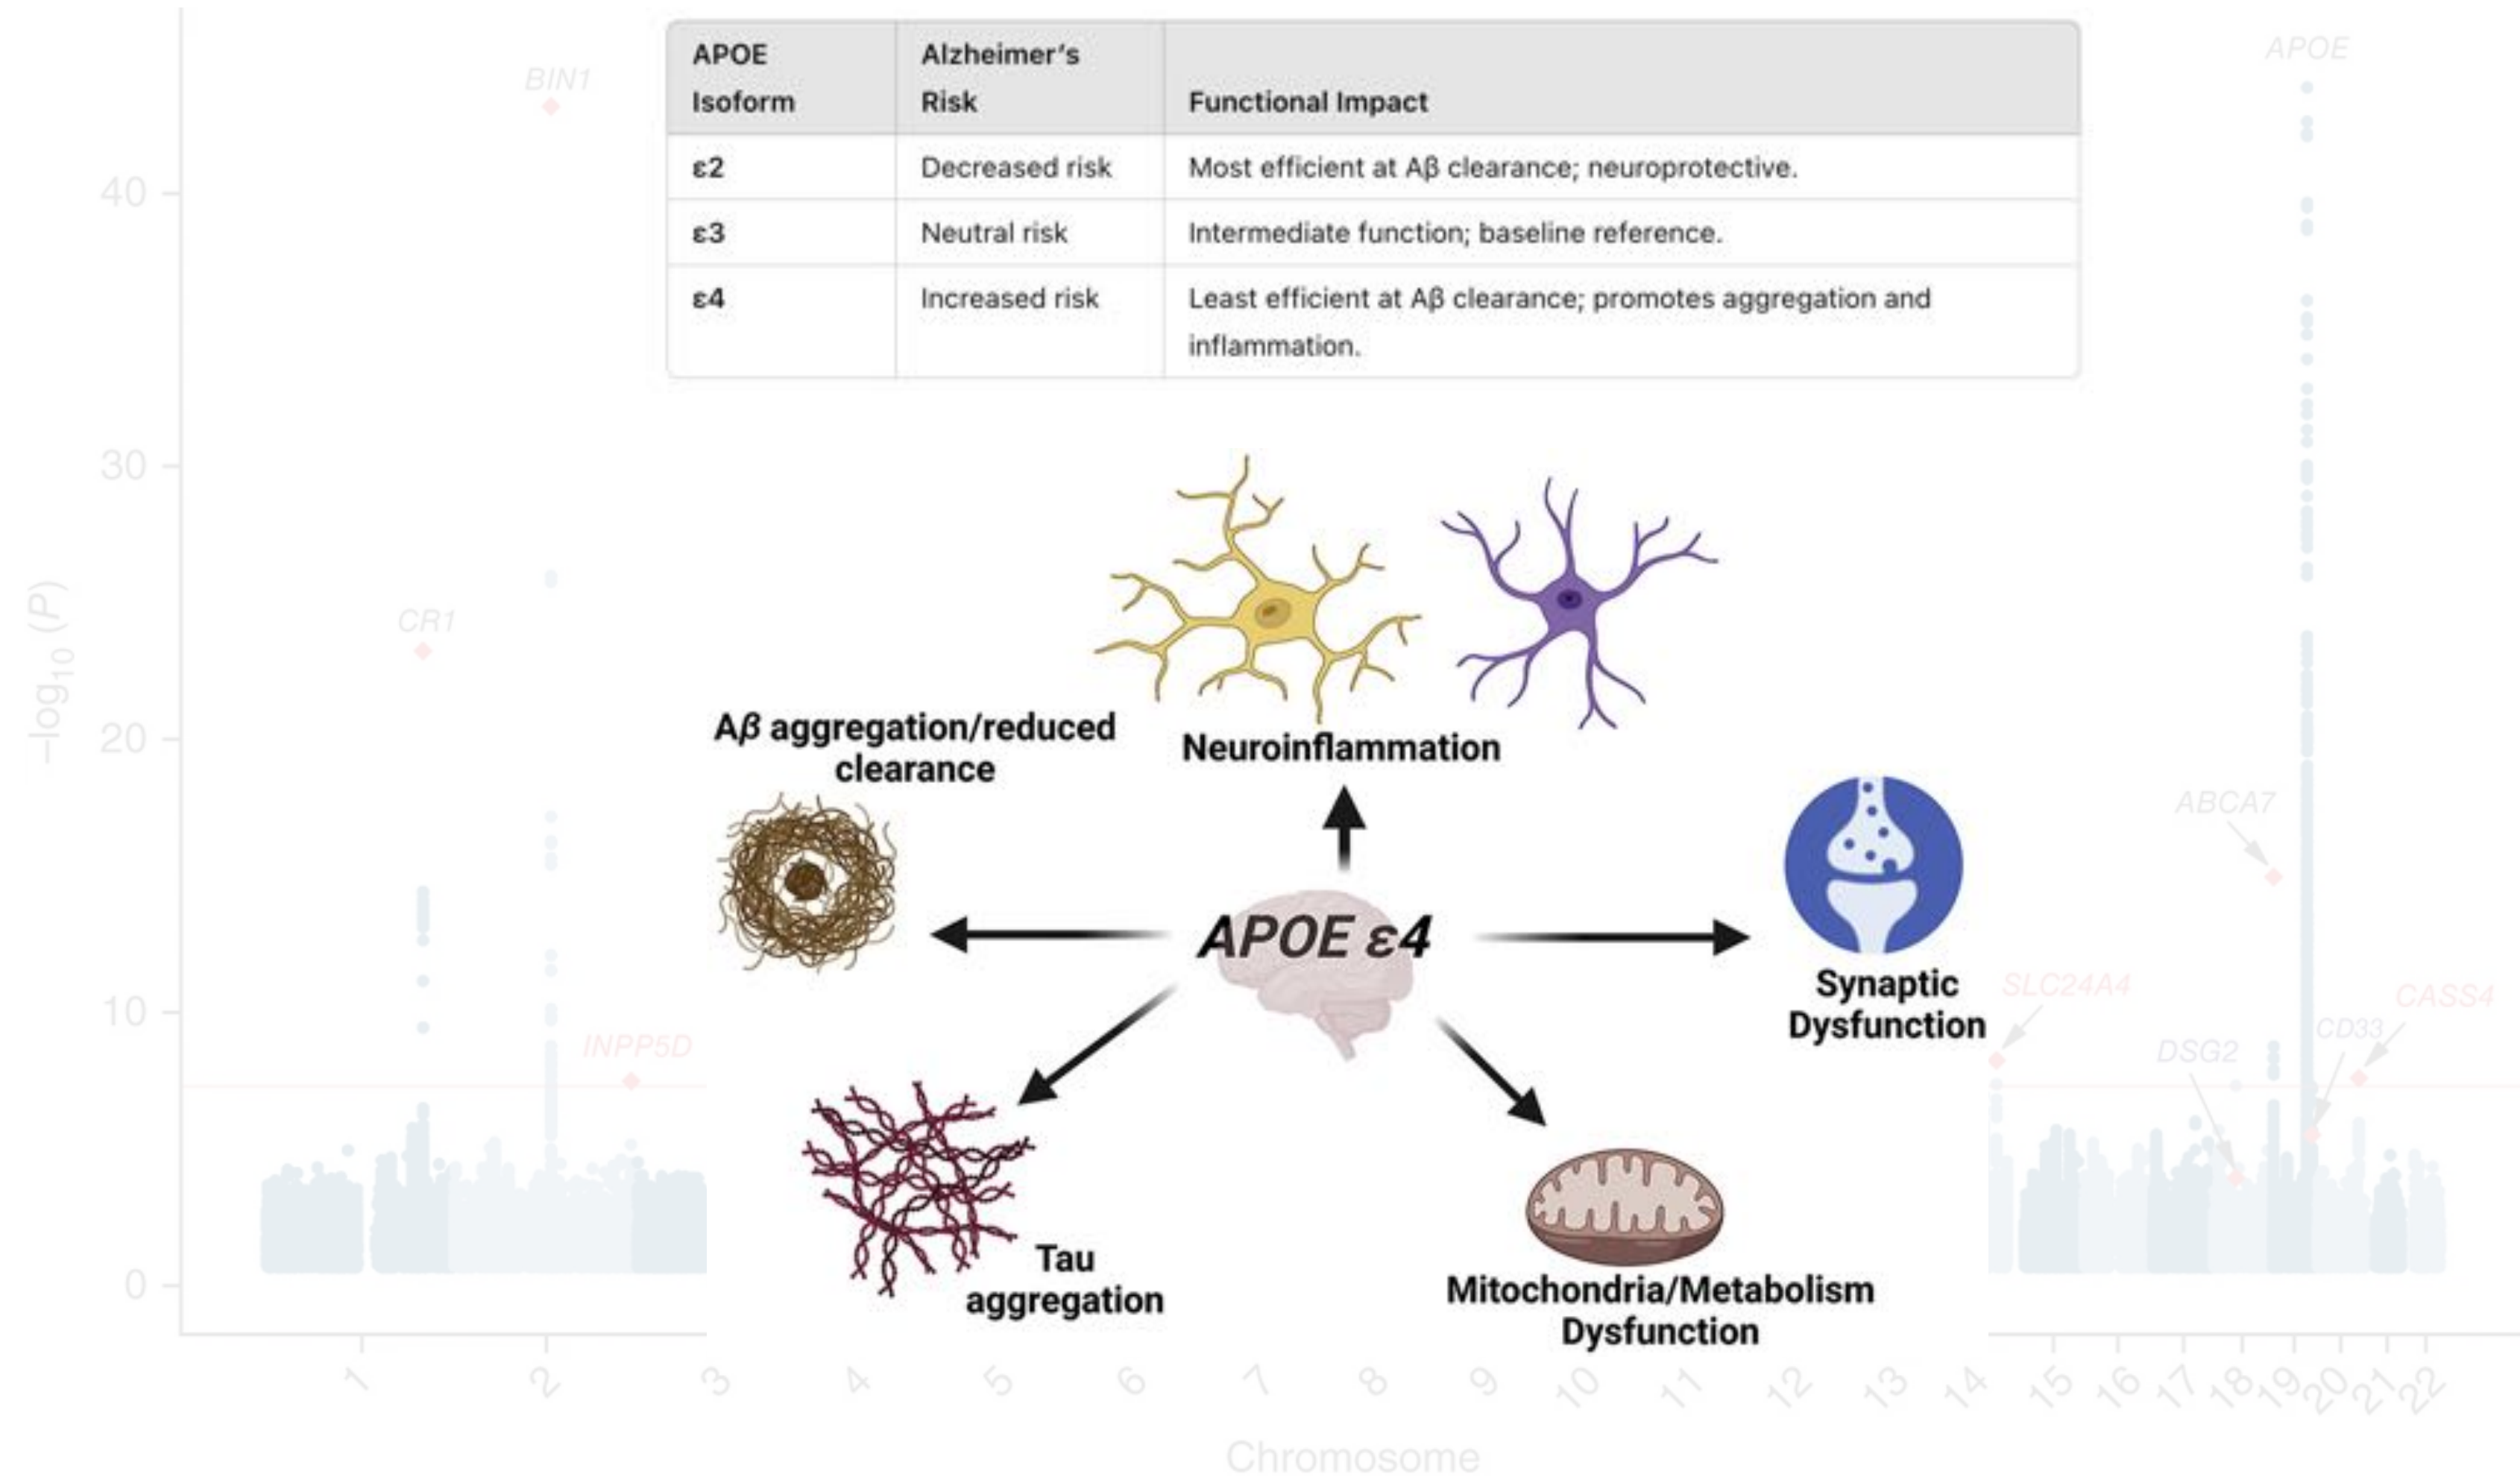 APOE Isoform
Alzheimer's Risk
Functional Impact
ε2
Decreased risk
Most efficient at Aβ clearance; neuroprotective.
ε3
Neutral risk
Intermediate function; baseline reference.
ε4
Increased risk
Least efficient at Aβ clearance; promotes aggregation and
inflammation.
BIN1
APOE
40
30
20
10
0
−log10 (P)
CR1
INPP5D
ABCA7
SLC24A4
CASS4
CD33
DSG2
Aβ aggregation/reduced
clearance
Neuroinflammation
APOE ε4
Synaptic
Dysfunction
Tau
aggregation
Mitochondria/Metabolism
Dysfunction
1 2 3 4 5 6 7 8 9 10 11 12 13 14 15 16 17 18 19 20 21 22
Chromosome